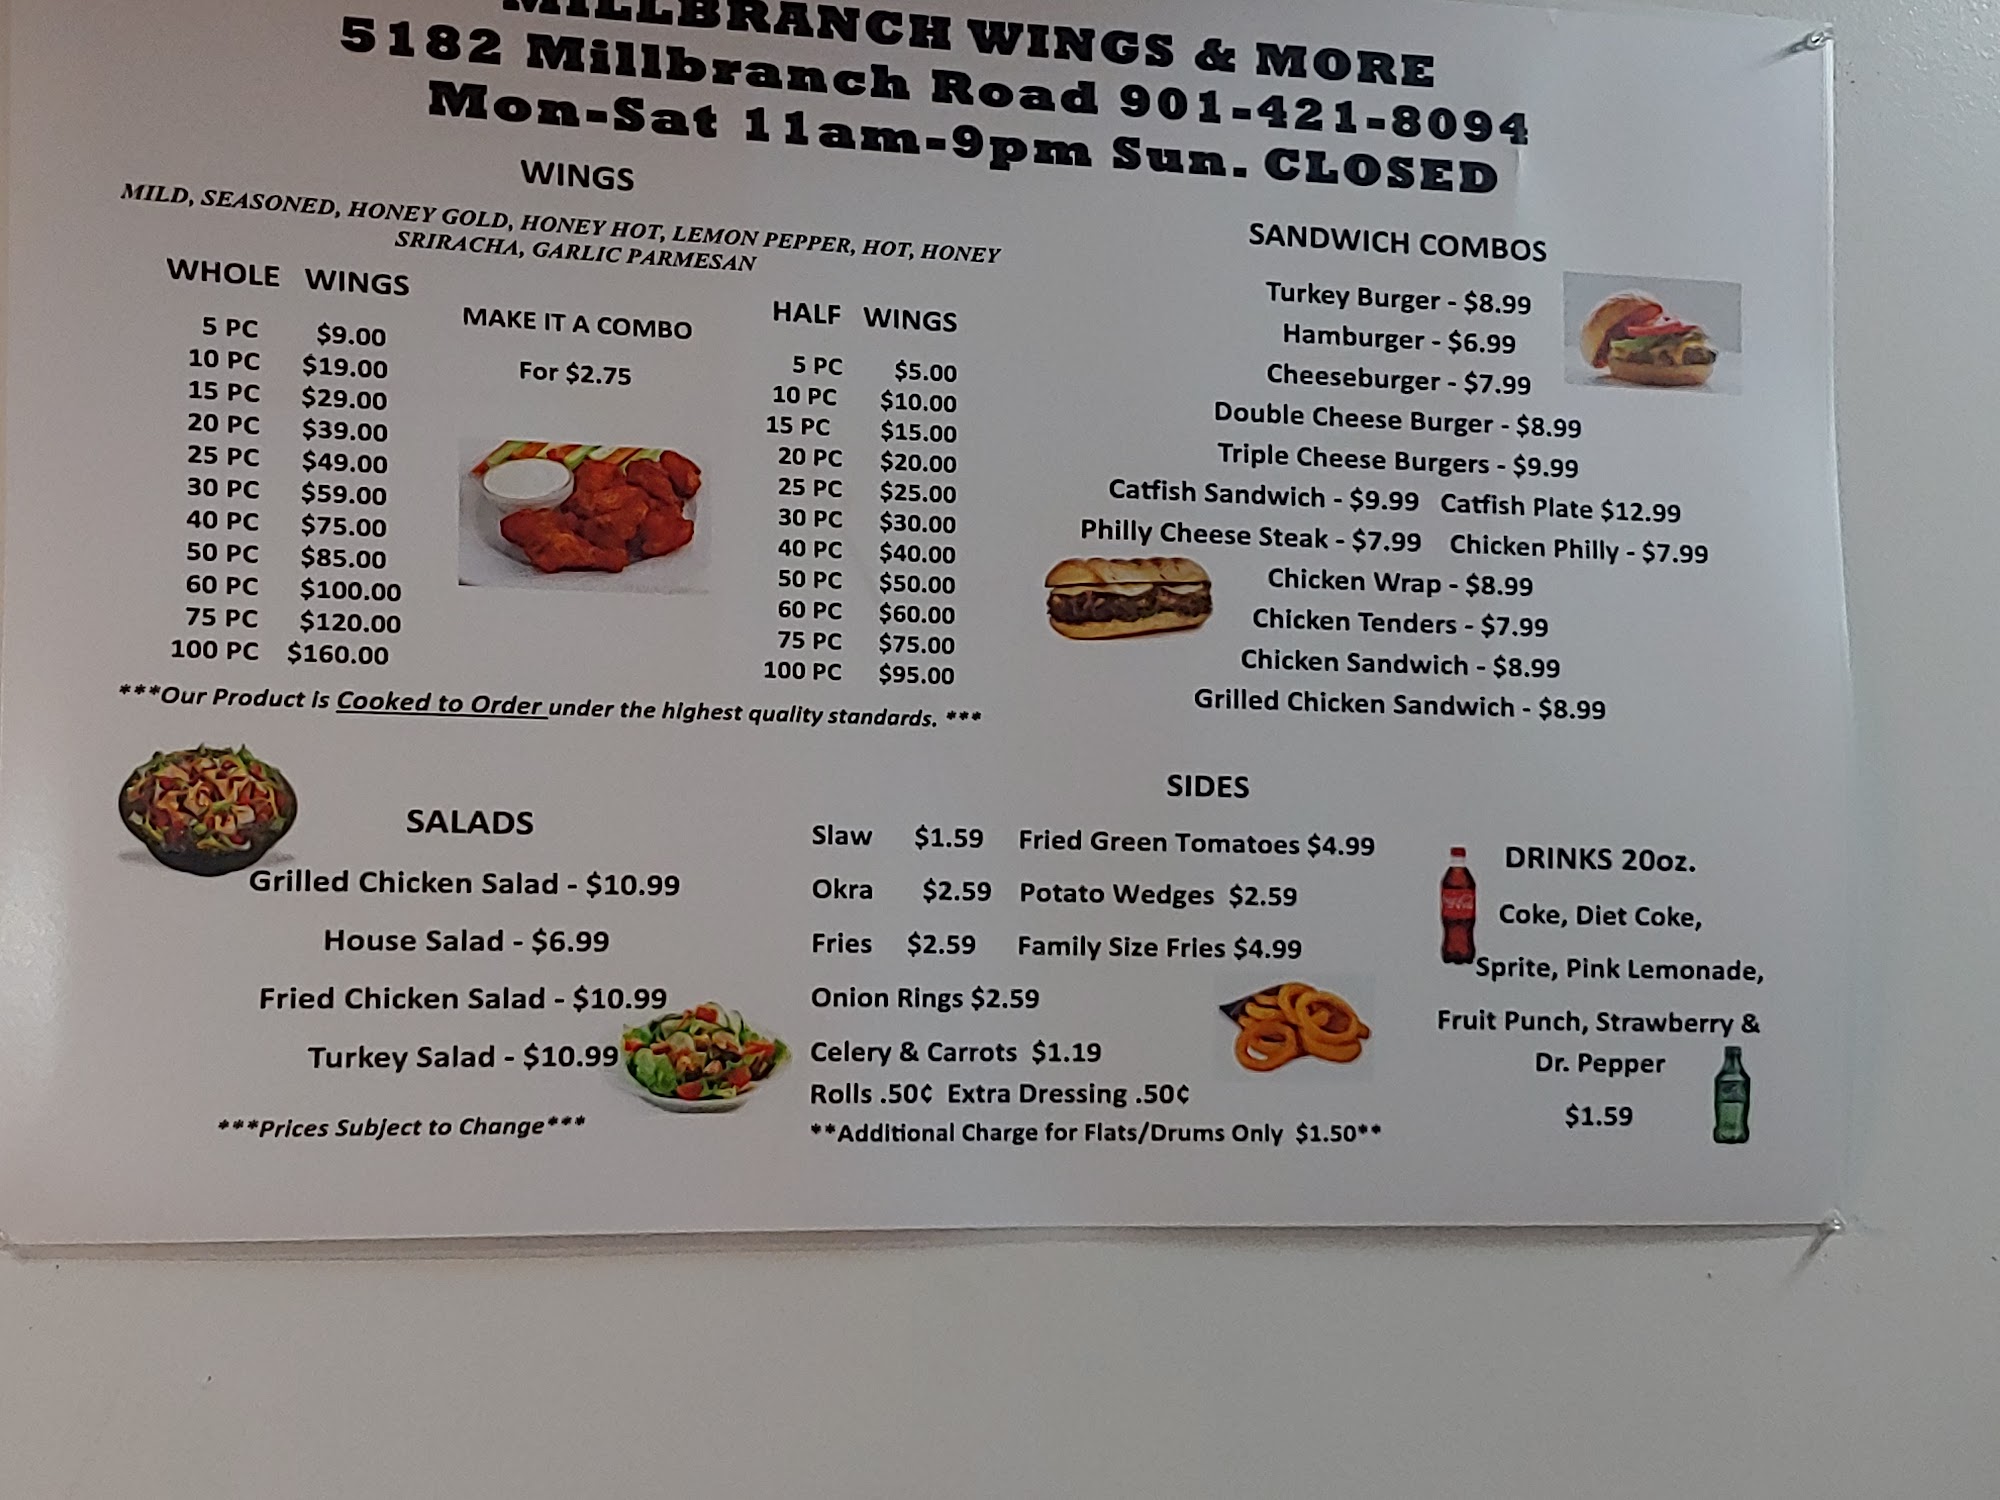 MILLBRANCH WINGS & MORE
5182 Millbranch Road 901-421-8094
Mon-Sat 11am-9pm Sun. CLOSED
WINGS
MILD, SEASONED, HONEY GOLD, HONEY HOT, LEMON PEPPER, HOT, HONEY
SRIRACHA, GARLIC PARMESAN
WHOLE WINGS
5 PC $9.00
10 PC $19.00
15 PC $29.00
20 PC $39.00
25 PC $49.00
30 PC $59.00
40 PC $75.00
50 PC $85.00
60 PC $100.00
75 PC $120.00
100 PC $160.00
MAKE IT A COMBO
For $2.75
HALF WINGS
5 PC $5.00
10 PC $10.00
15 PC $15.00
20 PC $20.00
25 PC $25.00
30 PC $30.00
40 PC $40.00
50 PC $50.00
60 PC $60.00
75 PC $75.00
100 PC $95.00
***Our Product is Cooked to Order under the highest quality standards. ***
SANDWICH COMBOS
Turkey Burger - $8.99
Hamburger - $6.99
Cheeseburger - $7.99
Double Cheese Burger - $8.99
Triple Cheese Burgers - $9.99
Catfish Sandwich - $9.99 Catfish Plate $12.99
Philly Cheese Steak - $7.99 Chicken Philly - $7.99
Chicken Wrap - $8.99
Chicken Tenders - $7.99
Chicken Sandwich - $8.99
Grilled Chicken Sandwich - $8.99
SALADS
Grilled Chicken Salad - $10.99
House Salad - $6.99
Fried Chicken Salad - $10.99
Turkey Salad - $10.99
***Prices Subject to Change***
SIDES
Slaw $1.59 Fried Green Tomatoes $4.99
Okra $2.59 Potato Wedges $2.59
Fries $2.59 Family Size Fries $4.99
Onion Rings $2.59
Celery & Carrots $1.19
Rolls .50¢ Extra Dressing .50¢
**Additional Charge for Flats/Drums Only $1.50**
DRINKS 20oz.
Coke, Diet Coke,
Sprite, Pink Lemonade,
Fruit Punch, Strawberry &
Dr. Pepper
$1.59